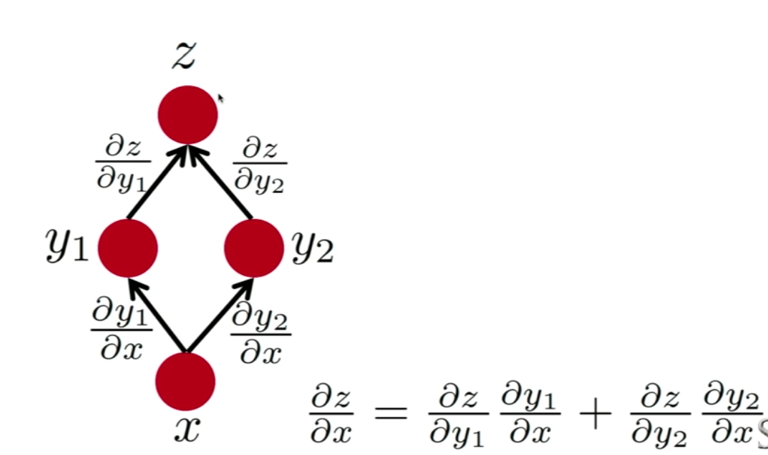 z
∂z/∂y₁ ∂z/∂y₂
y₁ y₂
∂y₁/∂x ∂y₂/∂x
x
∂z/∂x = ∂z/∂y₁ ∂y₁/∂x + ∂z/∂y₂ ∂y₂/∂x